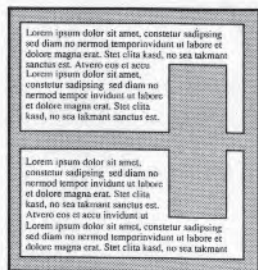 Lorem ipsum dolor sit amet, constetur sadipsing
sed diam no nermod temporinvidunt ut labore et
dolore magna erat. Stet clita kasd, no sea takmant
sanctus est. Atvero eos et accu
Lorem ipsum dolor sit amet,
constetur sadipsing sed diam no
nermod tempor invidunt ut labore
et dolore magna erat. Stet clita
kasd, no sea takmant sanctus est.
Lorem ipsum dolor sit amet,
constetur sadipsing sed diam no
nermod tempor invidunt ut labore
et dolore magna erat. Stet clita
kasd, no sea takmant sanctus est.
Atvero eos et accu invidunt ut
Lorem ipsum dolor sit amet, constetur sadipsing
sed diam no nermod temporinvidunt ut labore et
dolore magna erat. Stet clita kasd, no sea takmant